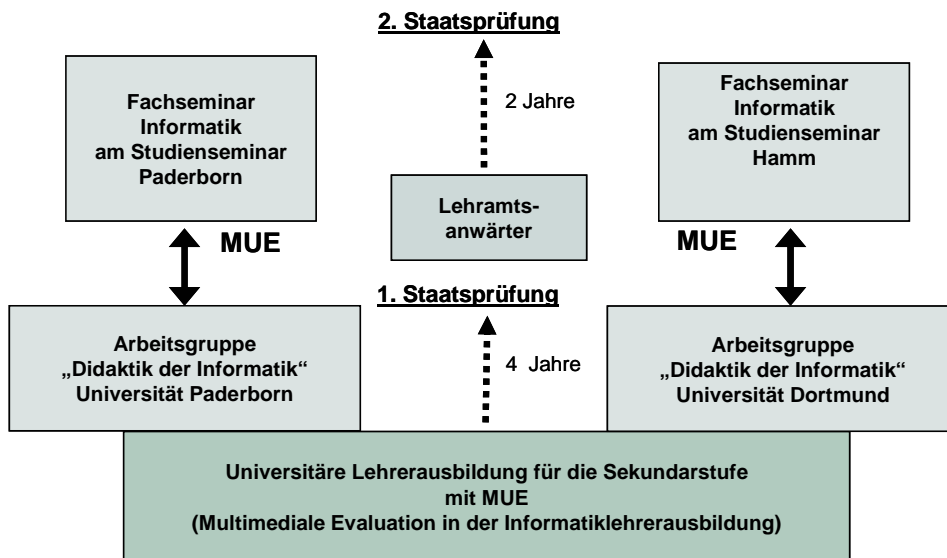 2. Staatsprüfung
Fachseminar
Informatik
am Studienseminar
Paderborn
2 Jahre
Fachseminar
Informatik
am Studienseminar
Hamm
Lehramts-
anwärter
MUE
MUE
1. Staatsprüfung
Arbeitsgruppe
„Didaktik der Informatik“
Universität Paderborn
4 Jahre
Arbeitsgruppe
„Didaktik der Informatik“
Universität Dortmund
Universitäre Lehrerausbildung für die Sekundarstufe
mit MUE
(Multimediale Evaluation in der Informatiklehrerausbildung)